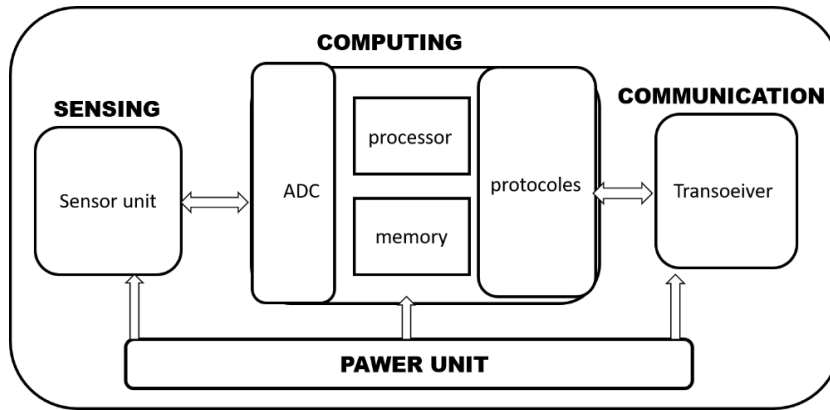 COMPUTING
SENSING
COMMUNICATION
Sensor unit
ADC
processor
memory
protocoles
Transoeiver
PAWER UNIT